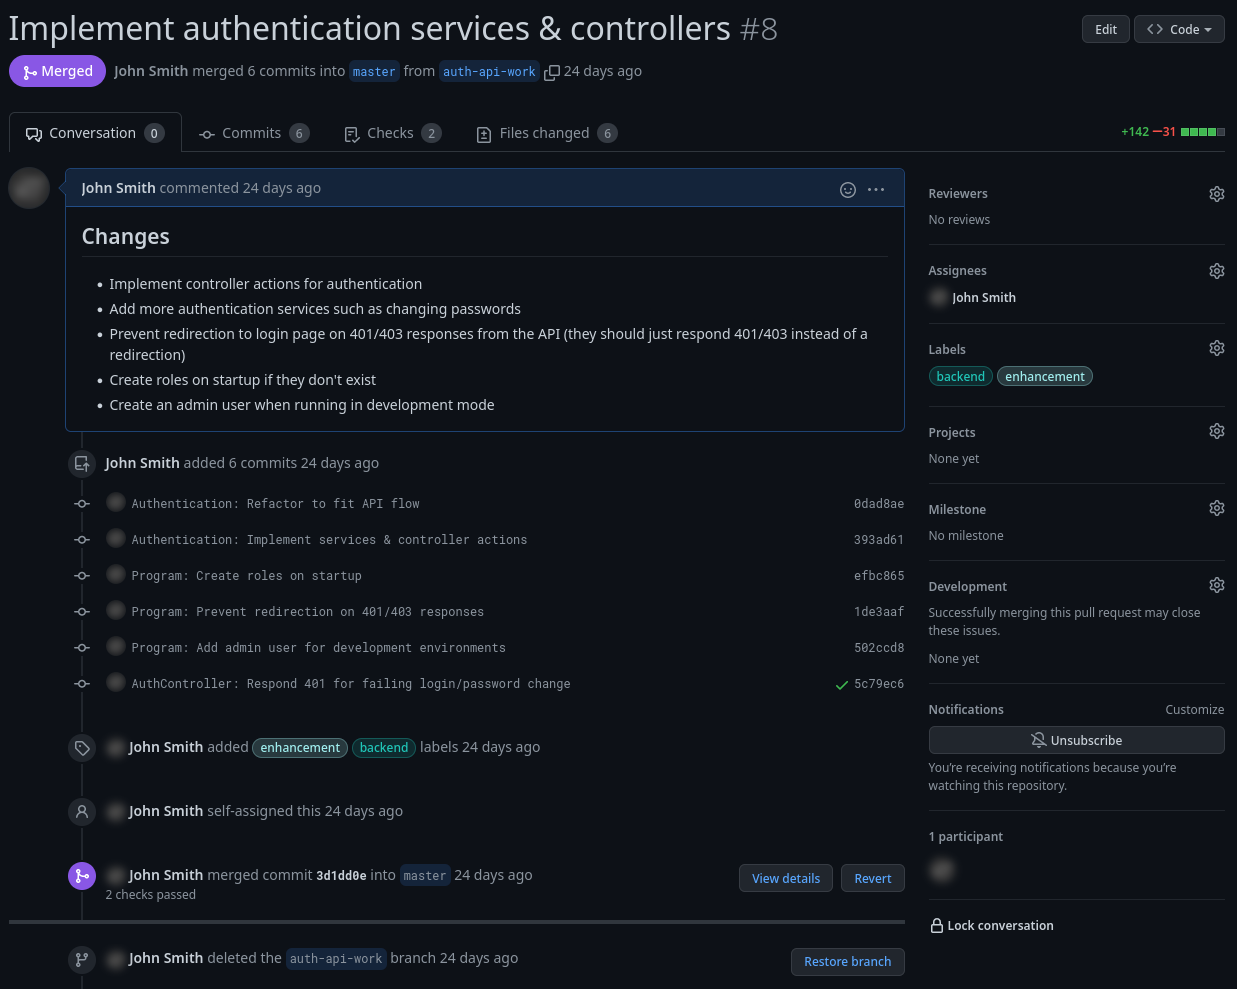 Implement authentication services & controllers #8
Edit
Code
Merged
John Smith merged 6 commits into master from auth-api-work 24 days ago
Conversation 0
Commits 6
Checks 2
Files changed 6
+142 −31
John Smith commented 24 days ago
Changes
• Implement controller actions for authentication
• Add more authentication services such as changing passwords
• Prevent redirection to login page on 401/403 responses from the API (they should just respond 401/403 instead of a
redirection)
• Create roles on startup if they don't exist
• Create an admin user when running in development mode
John Smith added 6 commits 24 days ago
Authentication: Refactor to fit API flow 0dad8ae
Authentication: Implement services & controller actions 393ad61
Program: Create roles on startup efbc865
Program: Prevent redirection on 401/403 responses 1de3aaf
Program: Add admin user for development environments 502ccd8
AuthController: Respond 401 for failing login/password change 5c79ec6
John Smith added enhancement backend labels 24 days ago
John Smith self-assigned this 24 days ago
John Smith merged commit 3d1dd0e into master 24 days ago
2 checks passed
View details
Revert
John Smith deleted the auth-api-work branch 24 days ago
Restore branch
Reviewers
No reviews
Assignees
John Smith
Labels
backend enhancement
Projects
None yet
Milestone
No milestone
Development
Successfully merging this pull request may close
these issues.
None yet
Notifications
Customize
Unsubscribe
You're receiving notifications because you're
watching this repository.
1 participant
Lock conversation